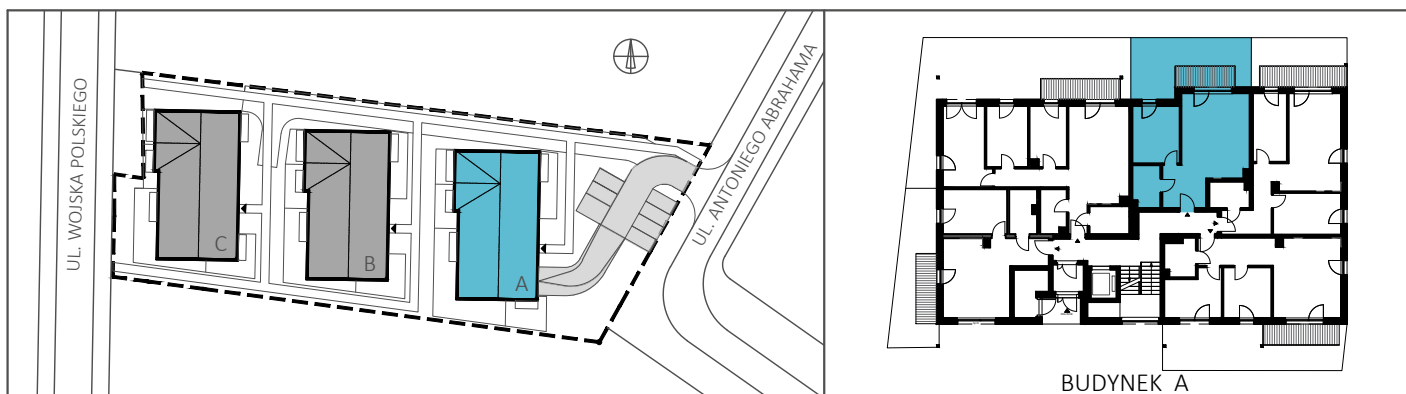 UL. WOJSKA POLSKIEGO
C
B
A
UL. ANTONIEGO ABRAHAMA
BUDYNEK A